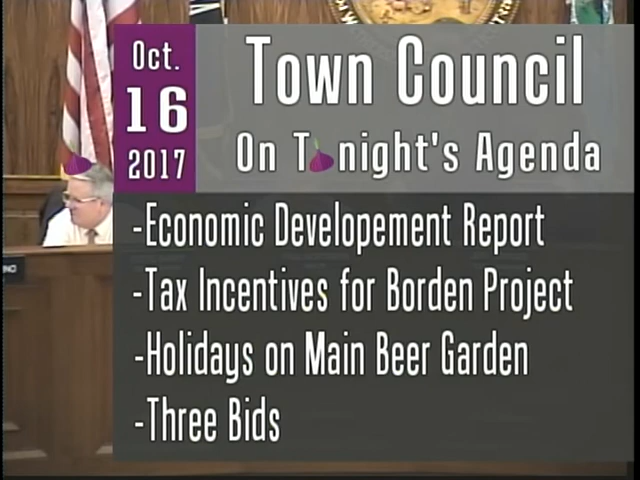 Oct.
16
2017
Town Council
On Tonight's Agenda
-Economic Developement Report
-Tax Incentives for Borden Project
-Holidays on Main Beer Garden
-Three Bids